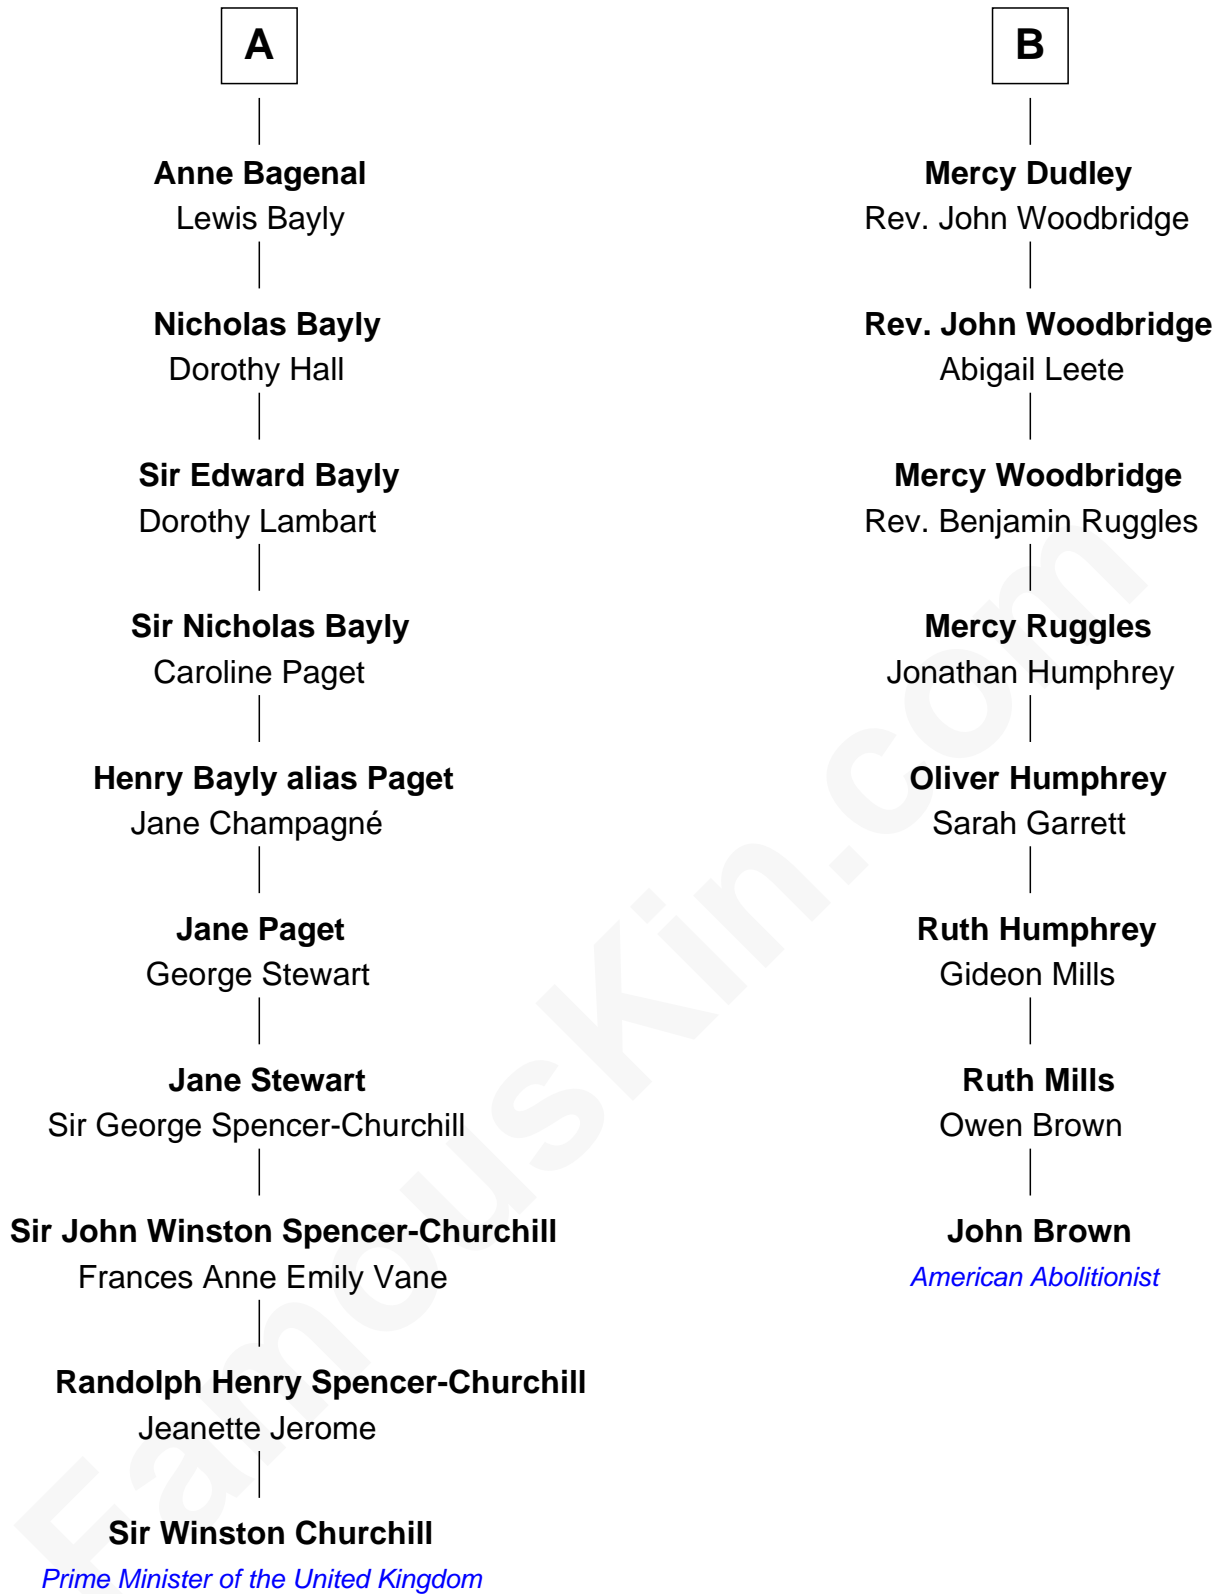 A
Anne Bagenal
Lewis Bayly
Nicholas Bayly
Dorothy Hall
Sir Edward Bayly
Dorothy Lambart
Sir Nicholas Bayly
Caroline Paget
Henry Bayly alias Paget
Jane Champagné
Jane Paget
George Stewart
Jane Stewart
Sir George Spencer-Churchill
Sir John Winston Spencer-Churchill
Frances Anne Emily Vane
Randolph Henry Spencer-Churchill
Jeanette Jerome
Sir Winston Churchill
Prime Minister of the United Kingdom
B
Mercy Dudley
Rev. John Woodbridge
Rev. John Woodbridge
Abigail Leete
Mercy Woodbridge
Rev. Benjamin Ruggles
Mercy Ruggles
Jonathan Humphrey
Oliver Humphrey
Sarah Garrett
Ruth Humphrey
Gideon Mills
Ruth Mills
Owen Brown
John Brown
American Abolitionist
FamousKin.com